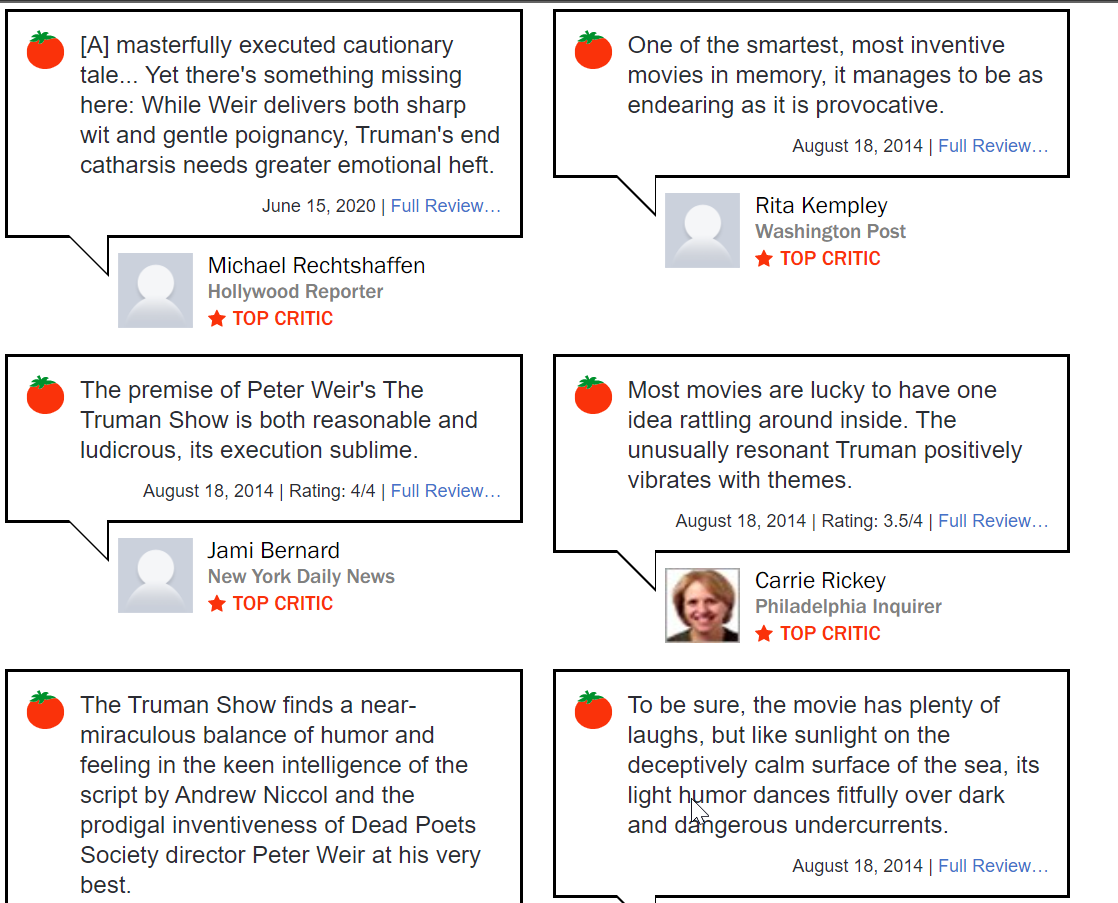 [A] masterfully executed cautionary
tale... Yet there's something missing
here: While Weir delivers both sharp
wit and gentle poignancy, Truman's end
catharsis needs greater emotional heft.
June 15, 2020 | Full Review…
Michael Rechtshaffen
Hollywood Reporter
TOP CRITIC
One of the smartest, most inventive
movies in memory, it manages to be as
endearing as it is provocative.
August 18, 2014 | Full Review…
Rita Kempley
Washington Post
TOP CRITIC
The premise of Peter Weir's The
Truman Show is both reasonable and
ludicrous, its execution sublime.
August 18, 2014 | Rating: 4/4 | Full Review…
Jami Bernard
New York Daily News
TOP CRITIC
Most movies are lucky to have one
idea rattling around inside. The
unusually resonant Truman positively
vibrates with themes.
August 18, 2014 | Rating: 3.5/4 | Full Review…
Carrie Rickey
Philadelphia Inquirer
TOP CRITIC
The Truman Show finds a near-
miraculous balance of humor and
feeling in the keen intelligence of the
script by Andrew Niccol and the
prodigal inventiveness of Dead Poets
Society director Peter Weir at his very
best.
To be sure, the movie has plenty of
laughs, but like sunlight on the
deceptively calm surface of the sea, its
light humor dances fitfully over dark
and dangerous undercurrents.
August 18, 2014 | Full Review…